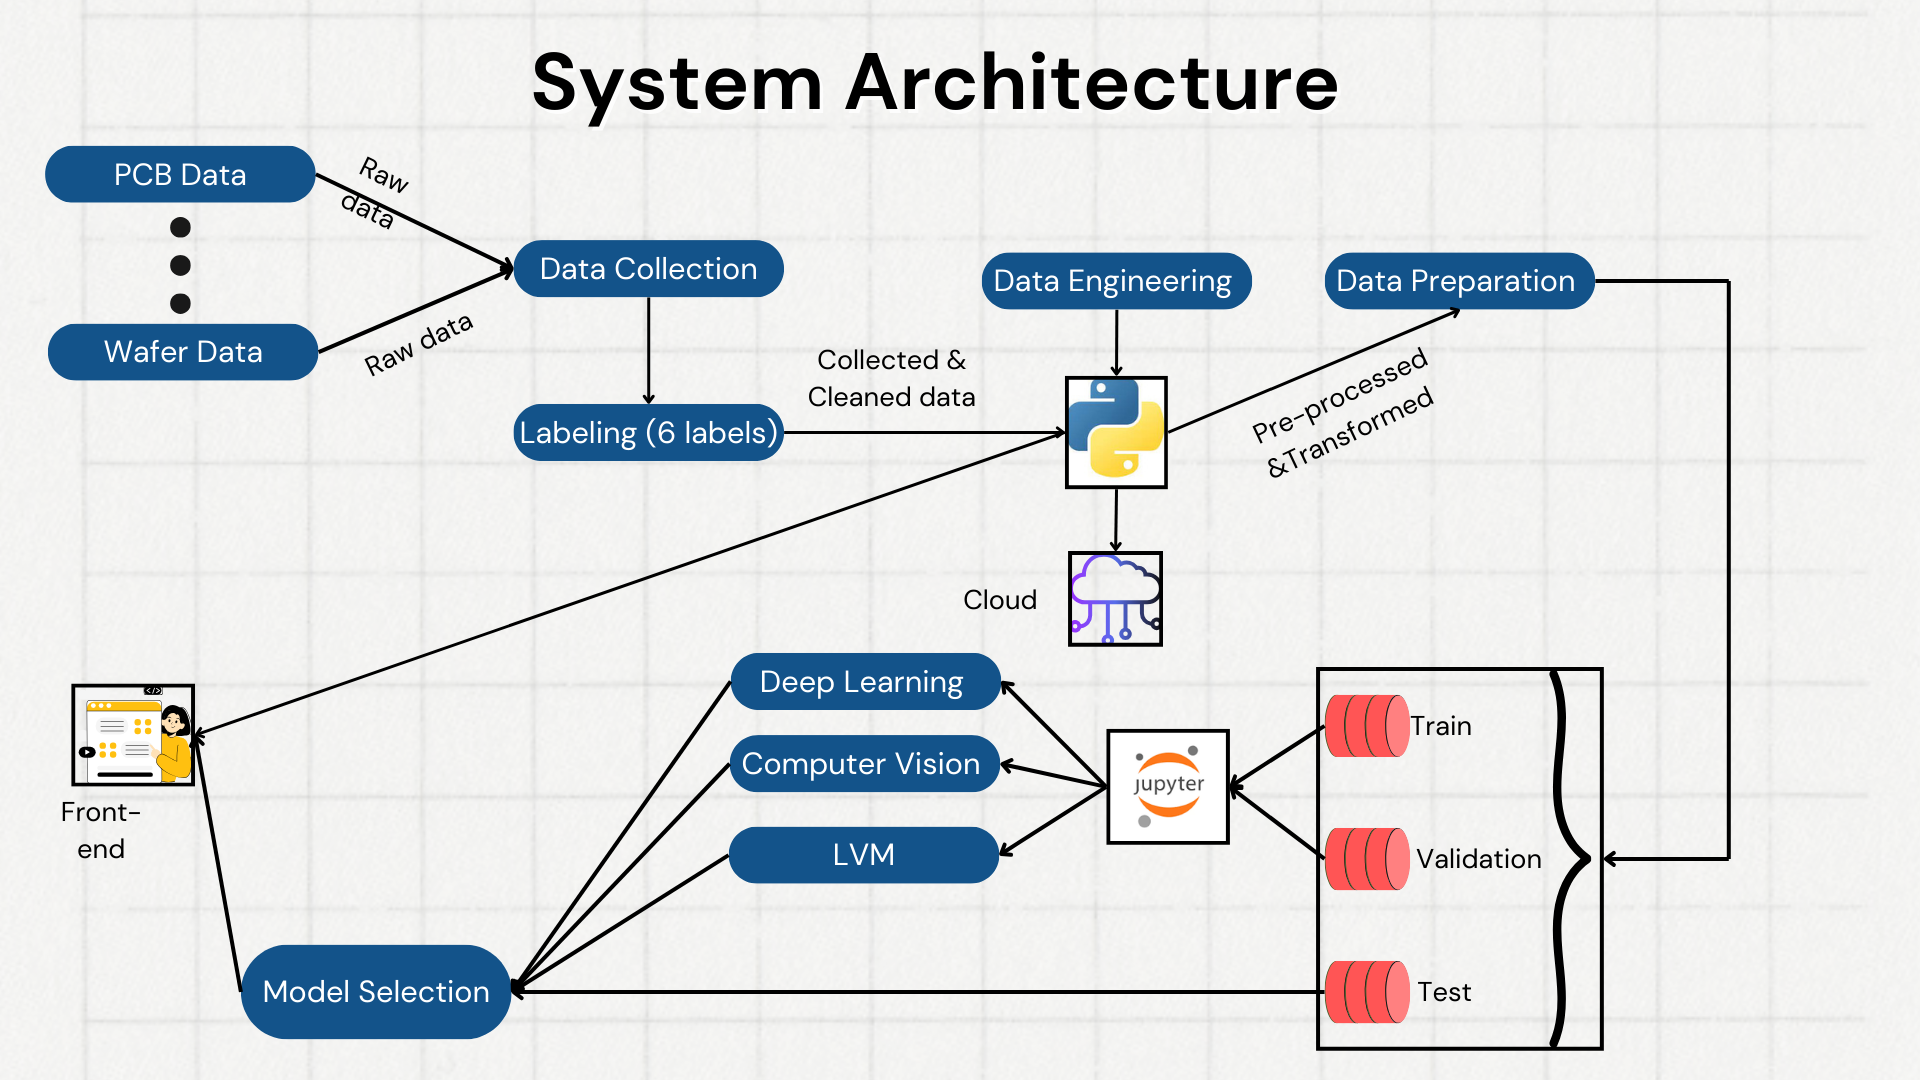 System Architecture
PCB Data
Raw
data
Data Collection
Data Engineering
Data Preparation
Wafer Data
Raw data
Collected &
Cleaned data
Pre-processed
&Transformed
Labeling (6 labels)
Cloud
</>
Deep Learning
Train
Computer Vision
jupyter
Front-
end
LVM
Validation
Model Selection
Test